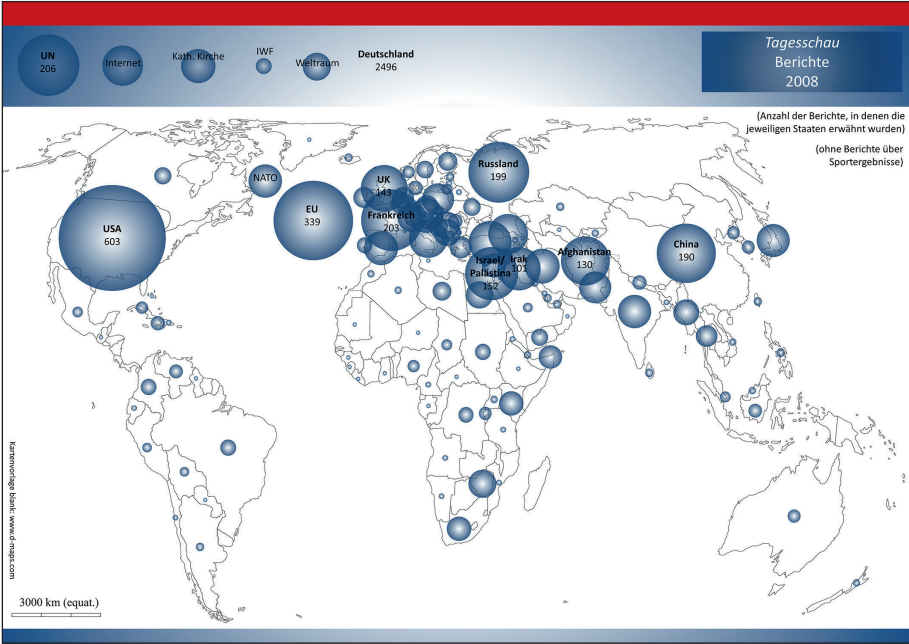 UN
206
Internet
Kath. Kirche
IWF
Weltraum
Deutschland
2496
Tagesschau
Berichte
2008
(Anzahl der Berichte, in denen die
jeweiligen Staaten erwähnt wurden)
(ohne Berichte über
Sportergebnisse)
NATO
UK
143
Russland
199
USA
603
EU
339
Frankreich
203
Israel/
Palästina
152
Irak
101
Afghanistan
130
China
190
Kartenvorlage blank: www.d-maps.com
3000 km (equat.)